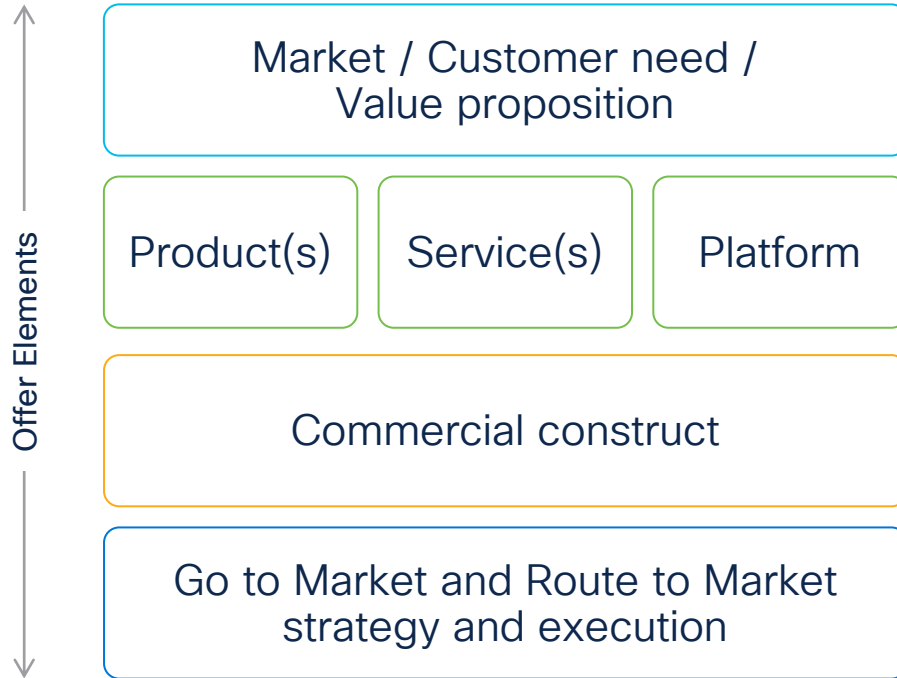 Offer Elements
Market / Customer need /
Value proposition
Product(s)
Service(s)
Platform
Commercial construct
Go to Market and Route to Market
strategy and execution